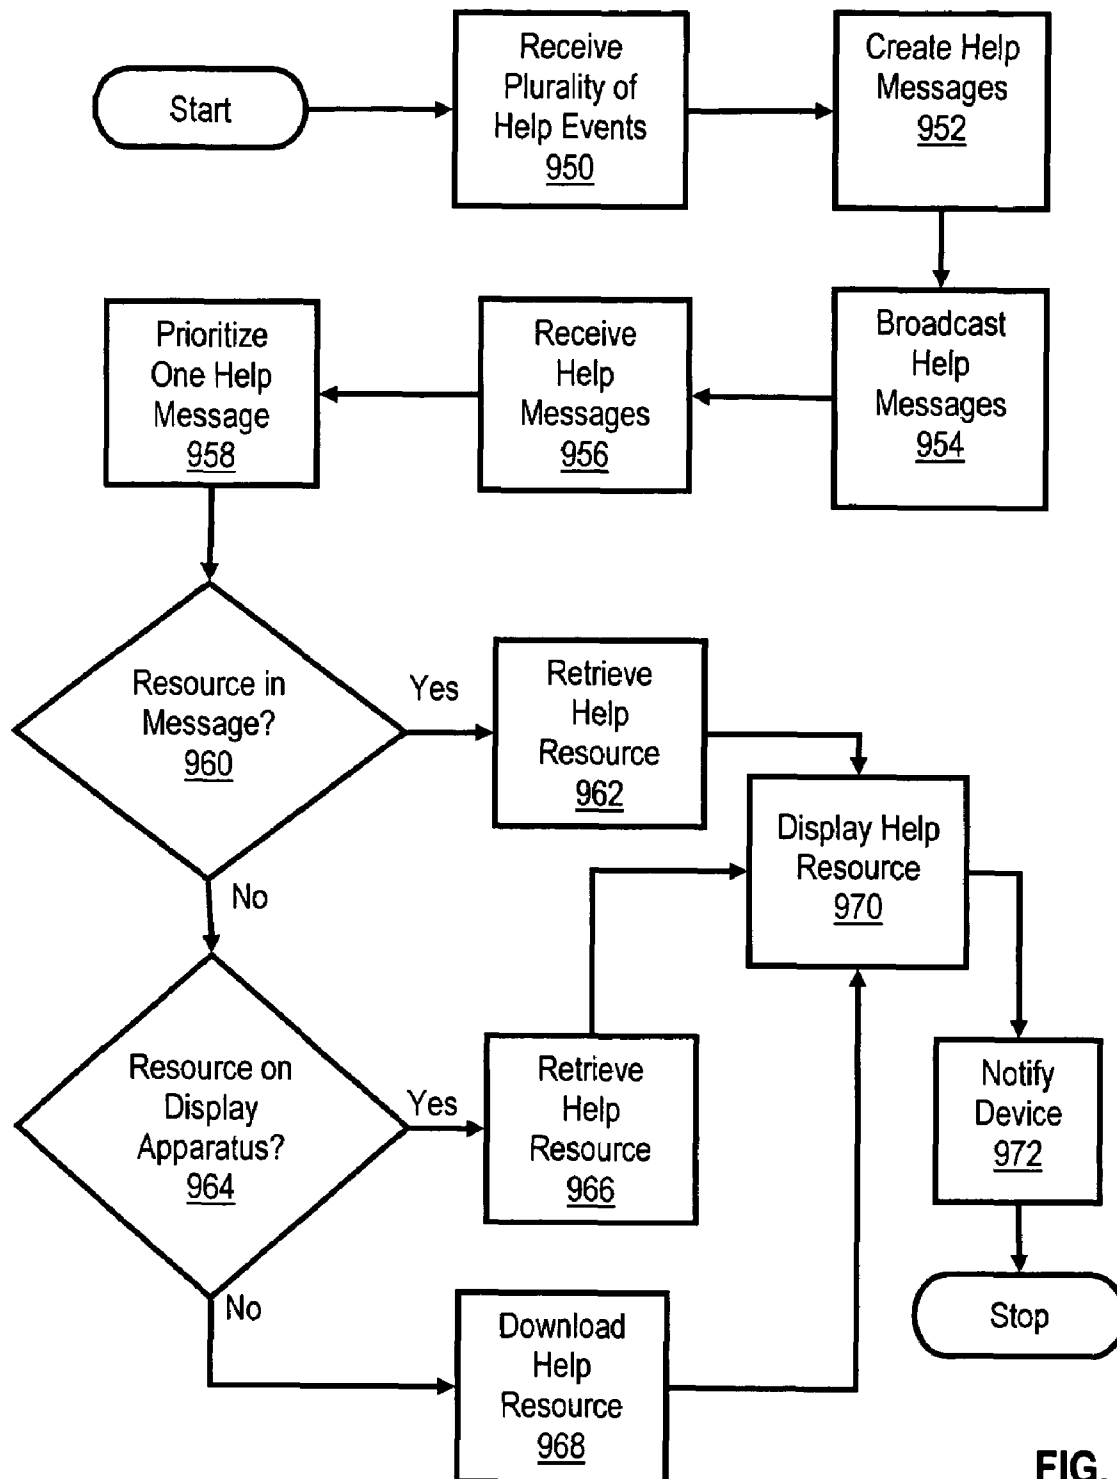 Start
Receive
Plurality of
Help Events
950
Create Help
Messages
952
Broadcast
Help
Messages
954
Receive
Help
Messages
956
Prioritize
One Help
Message
958
Resource in
Message?
960
Yes
No
Retrieve
Help
Resource
962
Display Help
Resource
970
Resource on
Display
Apparatus?
964
Yes
No
Retrieve
Help
Resource
966
Notify
Device
972
Download
Help
Resource
968
Stop
FIG.